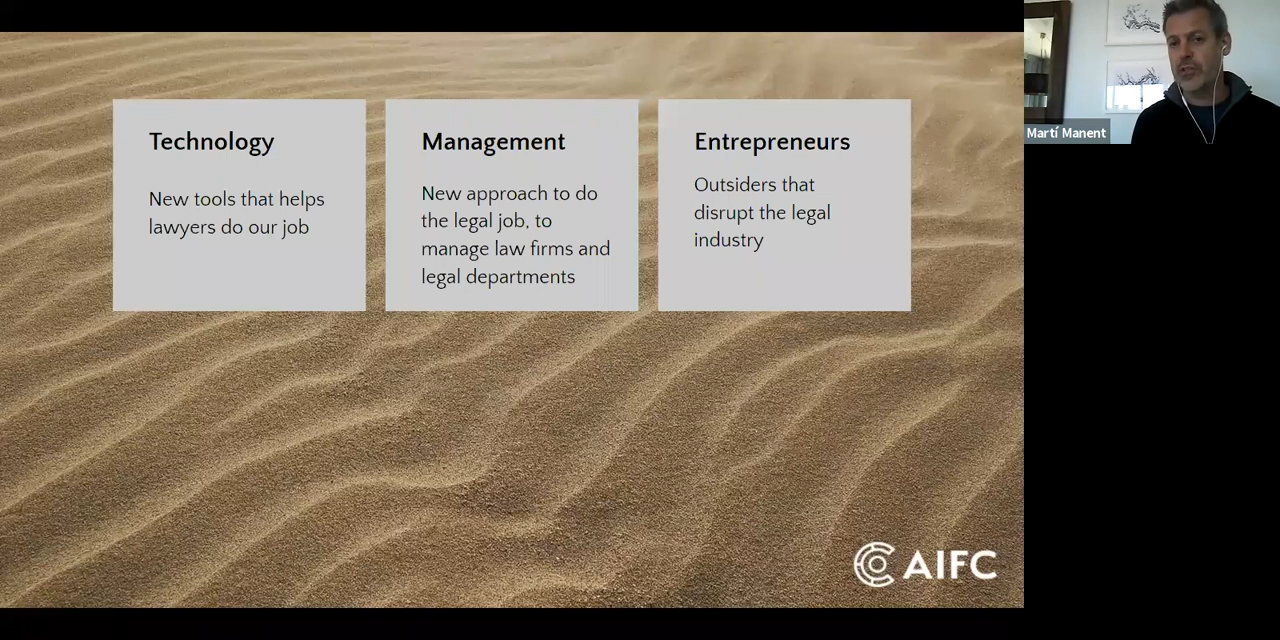 Technology
New tools that helps
lawyers do our job
Management
New approach to do
the legal job, to
manage law firms and
legal departments
Entrepreneurs
Outsiders that
disrupt the legal
industry
AIFC
Martí Manent